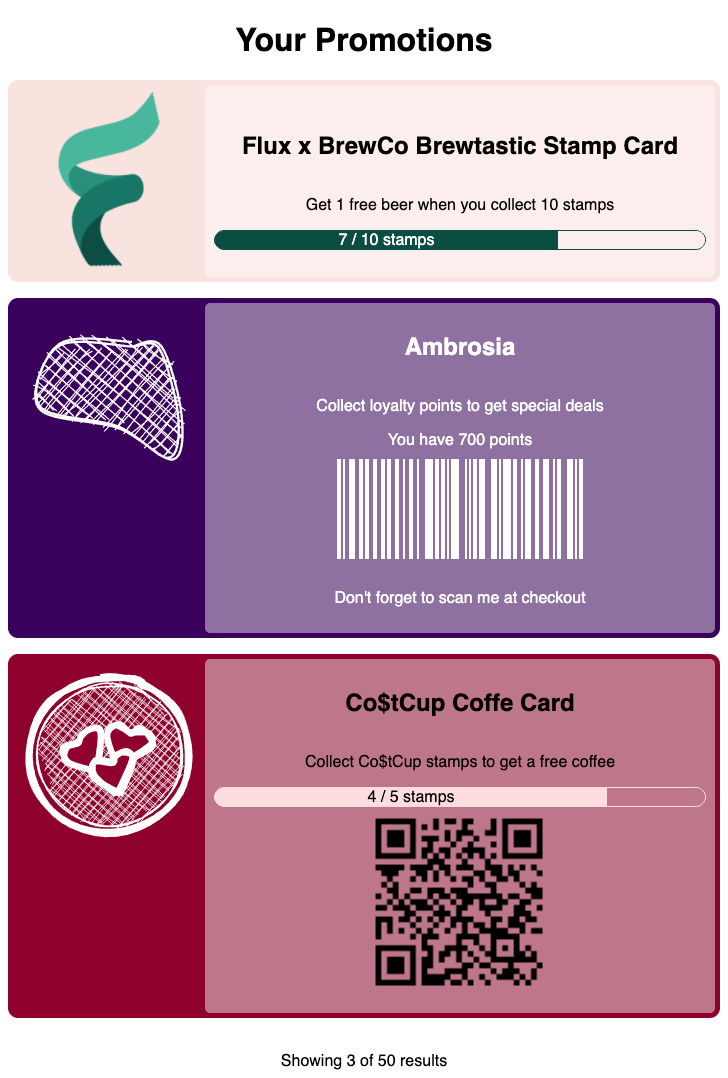 Your Promotions
Flux x BrewCo Brewtastic Stamp Card
Get 1 free beer when you collect 10 stamps
7 / 10 stamps
Ambrosia
Collect loyalty points to get special deals
You have 700 points
Don't forget to scan me at checkout
Co$tCup Coffe Card
Collect Co$tCup stamps to get a free coffee
4 / 5 stamps
Showing 3 of 50 results